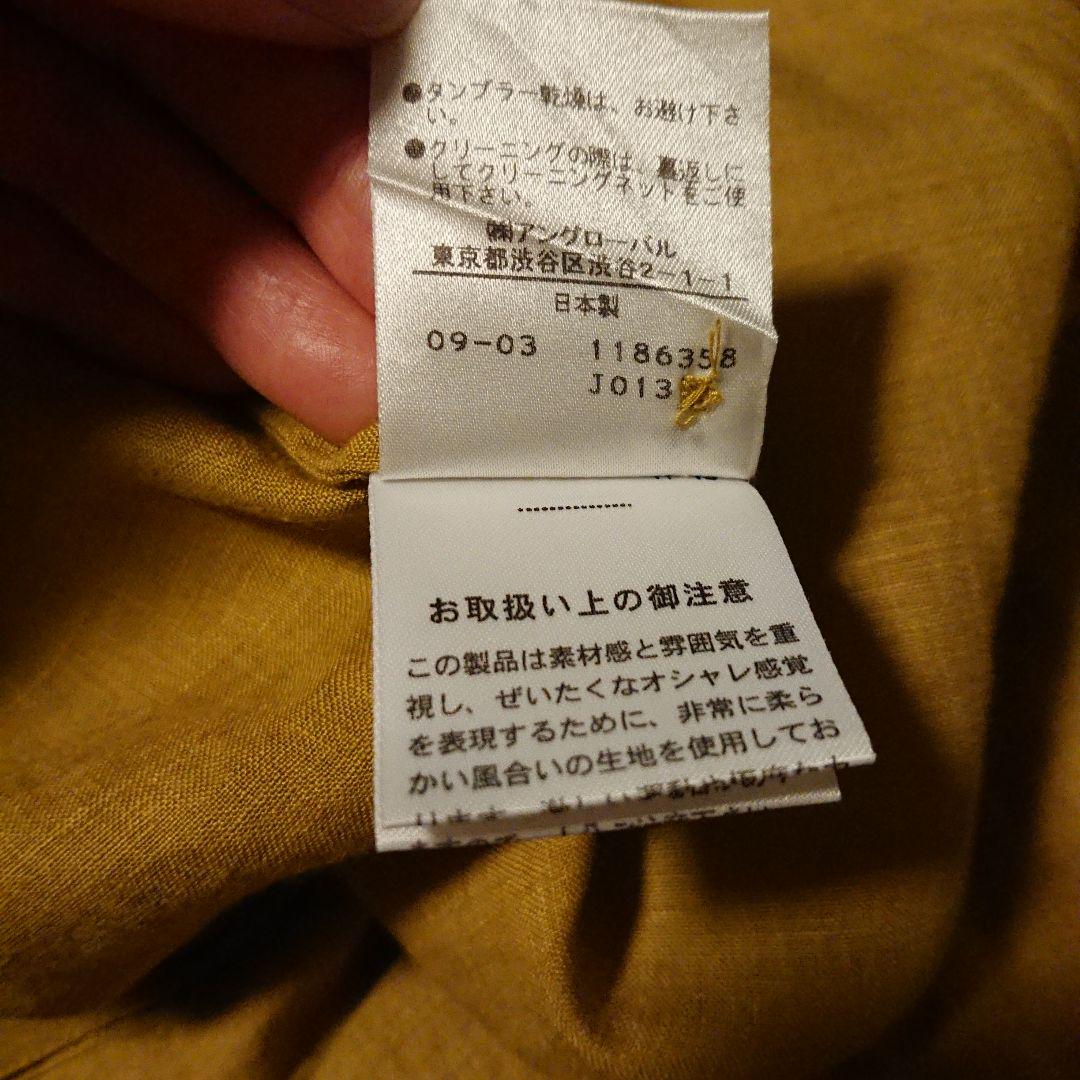 ●タンブラー乾燥は、お避け下さ
い。
●クリーニングの際は、裏返しに
してクリーニングネットをご使
用下さい。
㈱アングローバル
東京都渋谷区渋谷2-1-1
日本製
09-03 1186358
J013
お取扱い上の御注意
この製品は素材感と雰囲気を重
視し、ぜいたくなオシャレ感覚
を表現するために、非常に柔ら
かい風合いの生地を使用してお